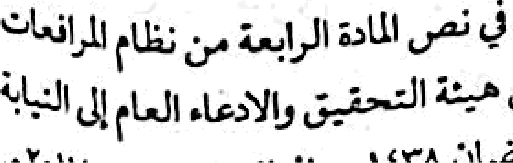 في نص المادة الرابعة من نظام المرافعات
هيئة التحقيق والادعاء العام إلى النيابة